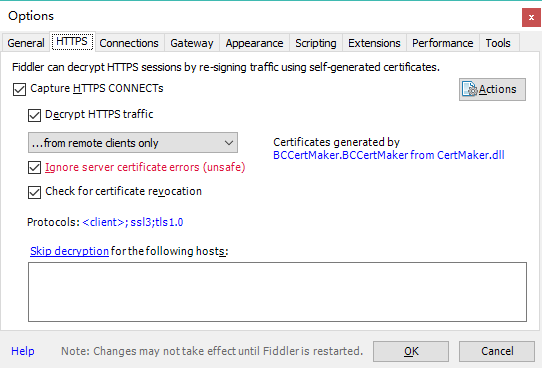 Options
x
General HTTPS Connections Gateway Appearance Scripting Extensions Performance Tools
Fiddler can decrypt HTTPS sessions by re-signing traffic using self-generated certificates.
Capture HTTPS CONNECTs
Actions
Decrypt HTTPS traffic
...from remote clients only
Certificates generated by
BCCertMaker.BCCertMaker from CertMaker.dll
Ignore server certificate errors (unsafe)
Check for certificate revocation
Protocols: <client>; ssl3;tls1.0
Skip decryption for the following hosts:
Help Note: Changes may not take effect until Fiddler is restarted. OK Cancel